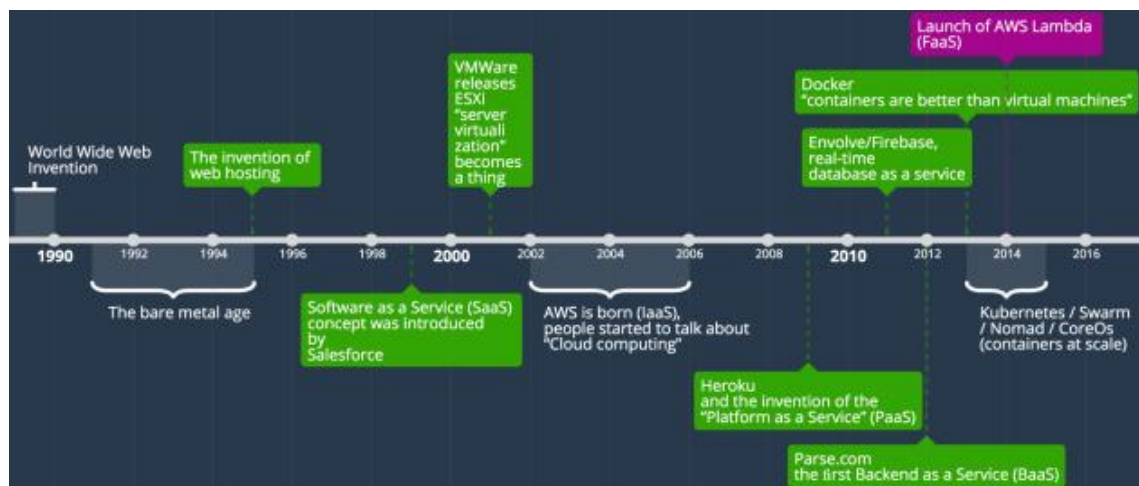 Launch of AWS Lambda
(FaaS)
VMWare
releases
ESXI
“server
virtuali
zation”
becomes
a thing
Docker
“containers are better than virtual machines”
World Wide Web
Invention
The invention of
web hosting
Envolve/Firebase,
real-time
database as a service
1990
1992
1994
1996
1998
2000
2002
2004
2006
2008
2010
2012
2014
2016
The bare metal age
Software as a Service (SaaS)
concept was introduced
by
Salesforce
AWS is born (IaaS),
people started to talk about
“Cloud computing”
Kubernetes / Swarm
/ Nomad / CoreOs
(containers at scale)
Heroku
and the invention of the
“Platform as a Service” (PaaS)
Parse.com
the first Backend as a Service (BaaS)